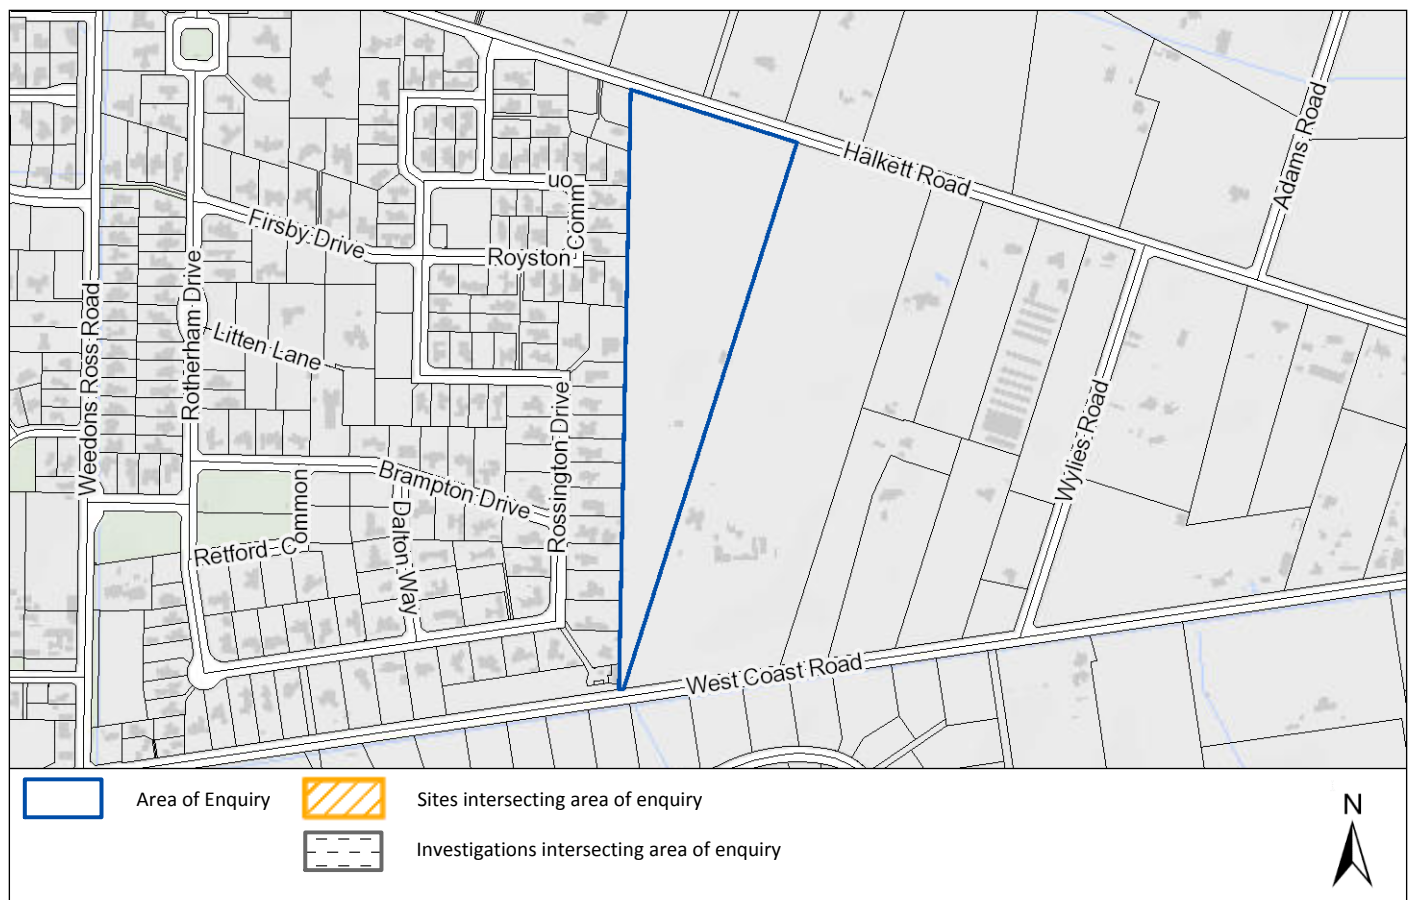 Halkett Road
Adams Road
Comm
on
Firsby Drive
Royston
Rotherham Drive
Weedons Ross Road
Litten Lane
Rossington Drive
Wylies Road
Brampton Drive
Retford Common
Dalton Way
West Coast Road
Area of Enquiry
Sites intersecting area of enquiry
Investigations intersecting area of enquiry
N